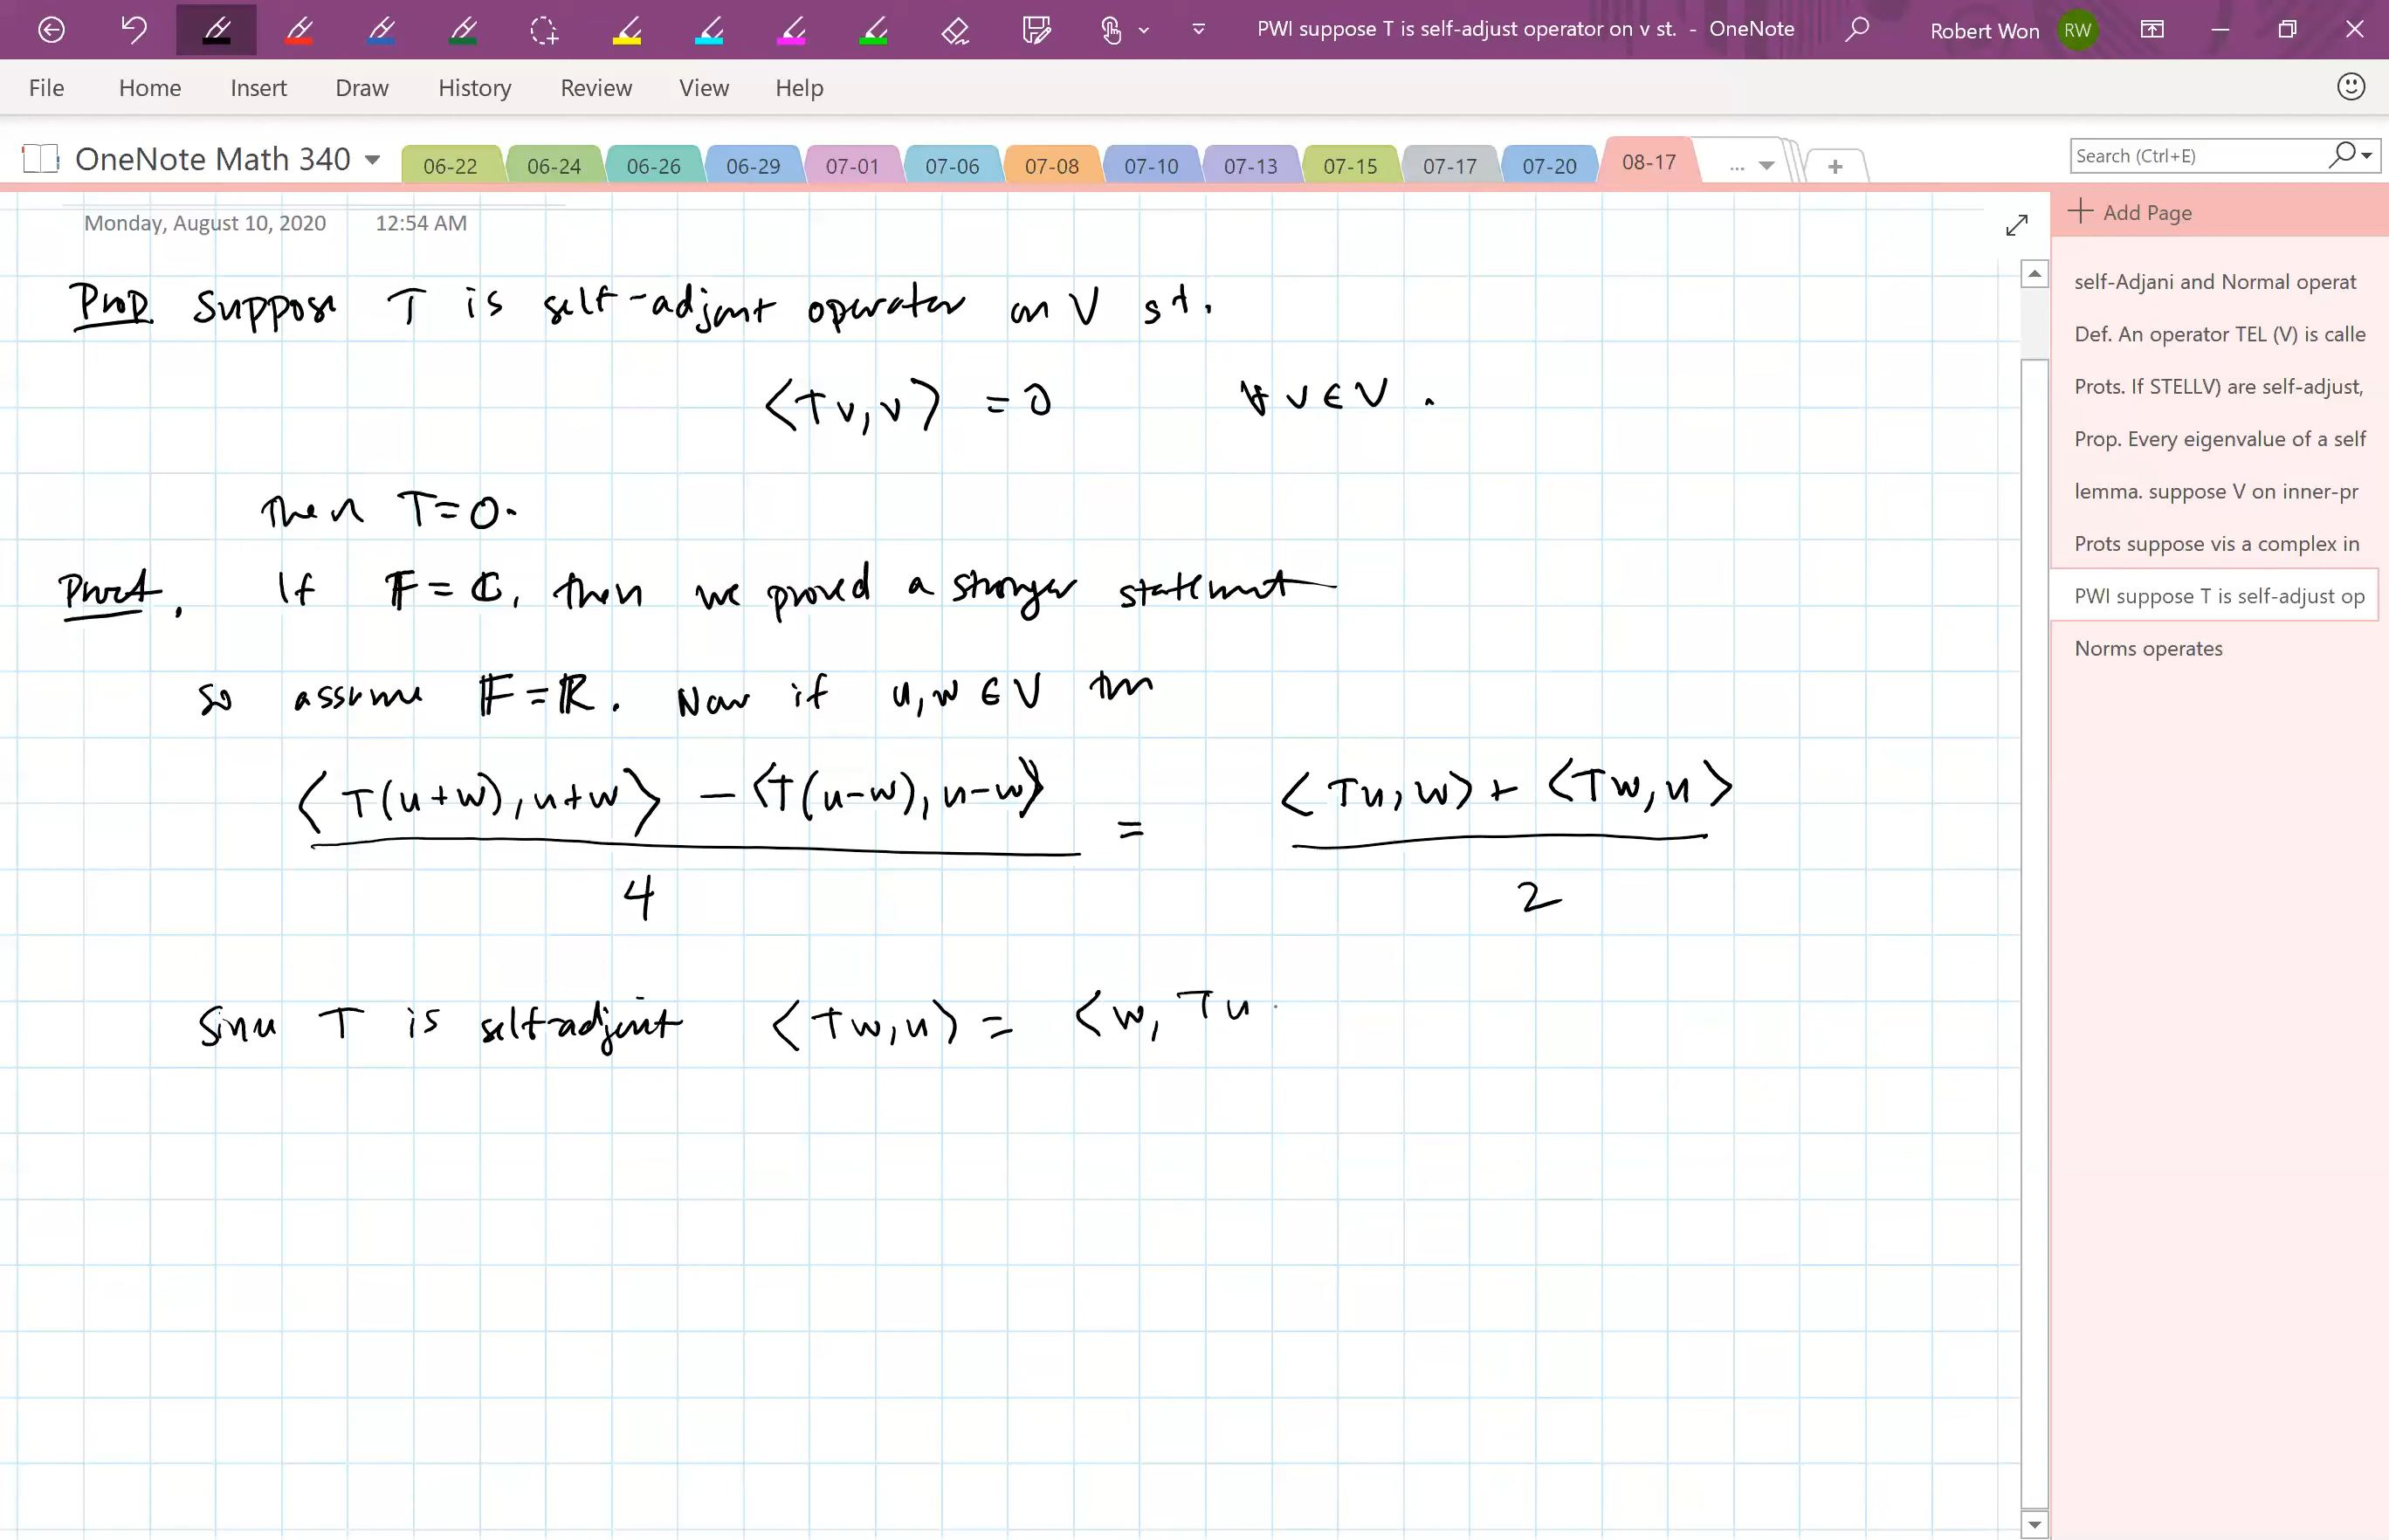 PWI suppose T is self-adjust operator on v st. - OneNote
Robert Won RW
File Home Insert Draw History Review View Help
OneNote Math 340
06-22 06-24 06-26 06-29 07-01 07-06 07-08 07-10 07-13 07-15 07-17 07-20 08-17 ... +
Search (Ctrl+E)
Monday, August 10, 2020 12:54 AM
Prop Suppose T is self-adjoint operator on V st.
⟨Tv,v⟩ = 0 ∀ v ∈ V.
Then T=0.
Proof. If 𝔽 = ℂ, then we proved a stronger statement
so assume 𝔽 = ℝ. Now if u, w ∈ V then
⟨T(u+w), u+w⟩ - ⟨T(u-w), u-w⟩ = ⟨Tu, w⟩ + ⟨Tw, u⟩
4 2
Since T is self-adjoint ⟨Tw, u⟩ = ⟨w, Tu
Add Page
self-Adjani and Normal operat
Def. An operator TEL (V) is calle
Prots. If STELLV) are self-adjust,
Prop. Every eigenvalue of a self
lemma. suppose V on inner-pr
Prots suppose vis a complex in
PWI suppose T is self-adjust op
Norms operates